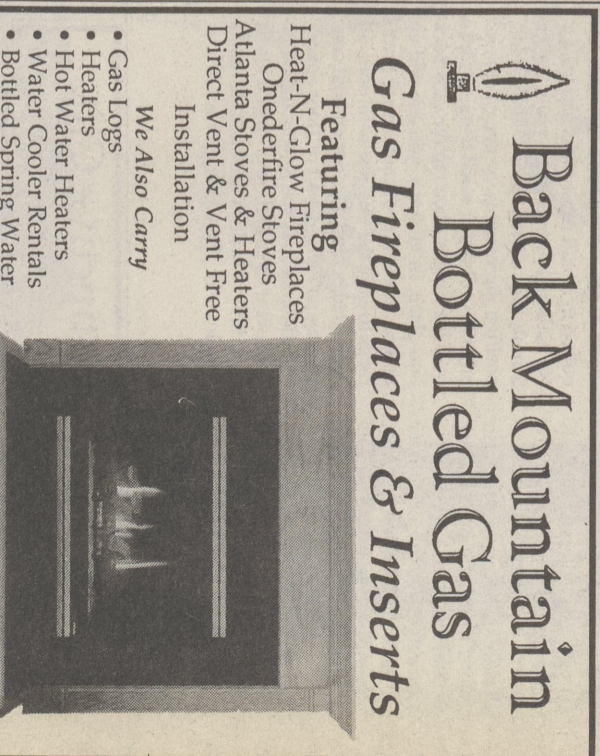 Back Mountain
Bottled Gas
Gas Fireplaces & Inserts
Featuring
Heat-N-Glow Fireplaces
Onederfire Stoves
Atlanta Stoves & Heaters
Direct Vent & Vent Free
Installation
We Also Carry
• Gas Logs
• Heaters
• Hot Water Heaters
• Water Cooler Rentals
• Bottled Spring Water